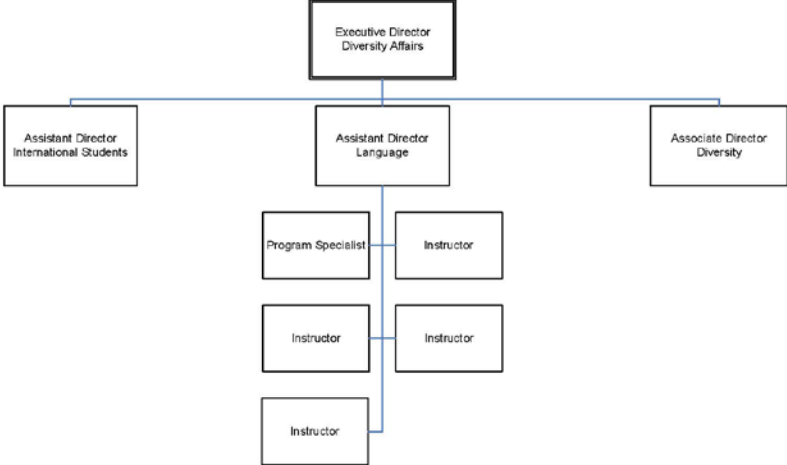 Executive Director
Diversity Affairs
Assistant Director
International Students
Assistant Director
Language
Associate Director
Diversity
Program Specialist
Instructor
Instructor
Instructor
Instructor